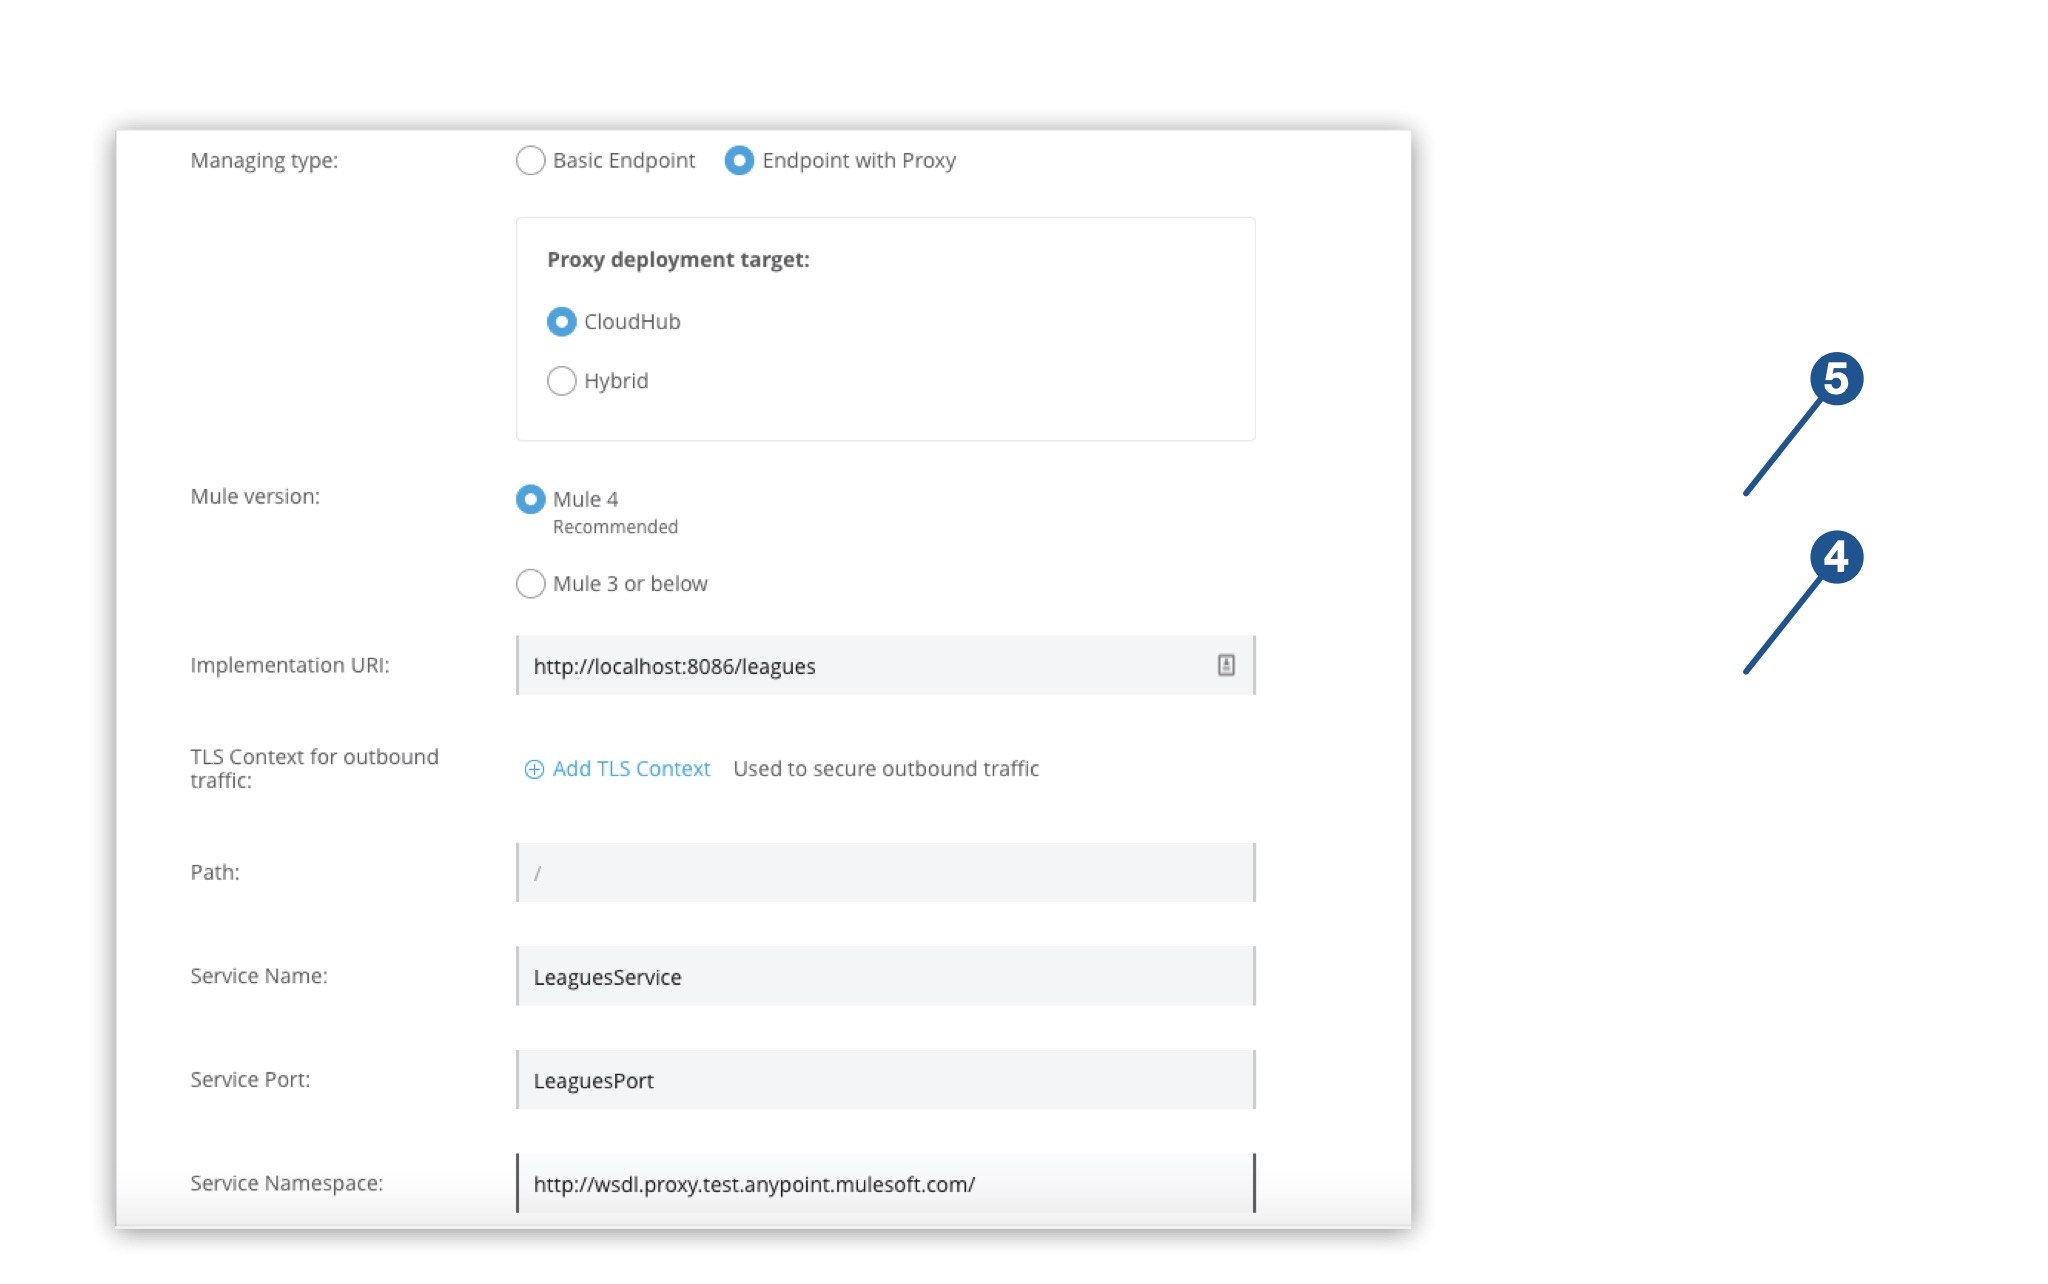 Managing type:
Basic Endpoint
Endpoint with Proxy
Proxy deployment target:
CloudHub
Hybrid
Mule version:
Mule 4
Recommended
Mule 3 or below
Implementation URI:
http://localhost:8086/leagues
TLS Context for outbound
traffic:
Add TLS Context
Used to secure outbound traffic
Path:
/
Service Name:
LeaguesService
Service Port:
LeaguesPort
Service Namespace:
http://wsdl.proxy.test.anypoint.mulesoft.com/
5
4